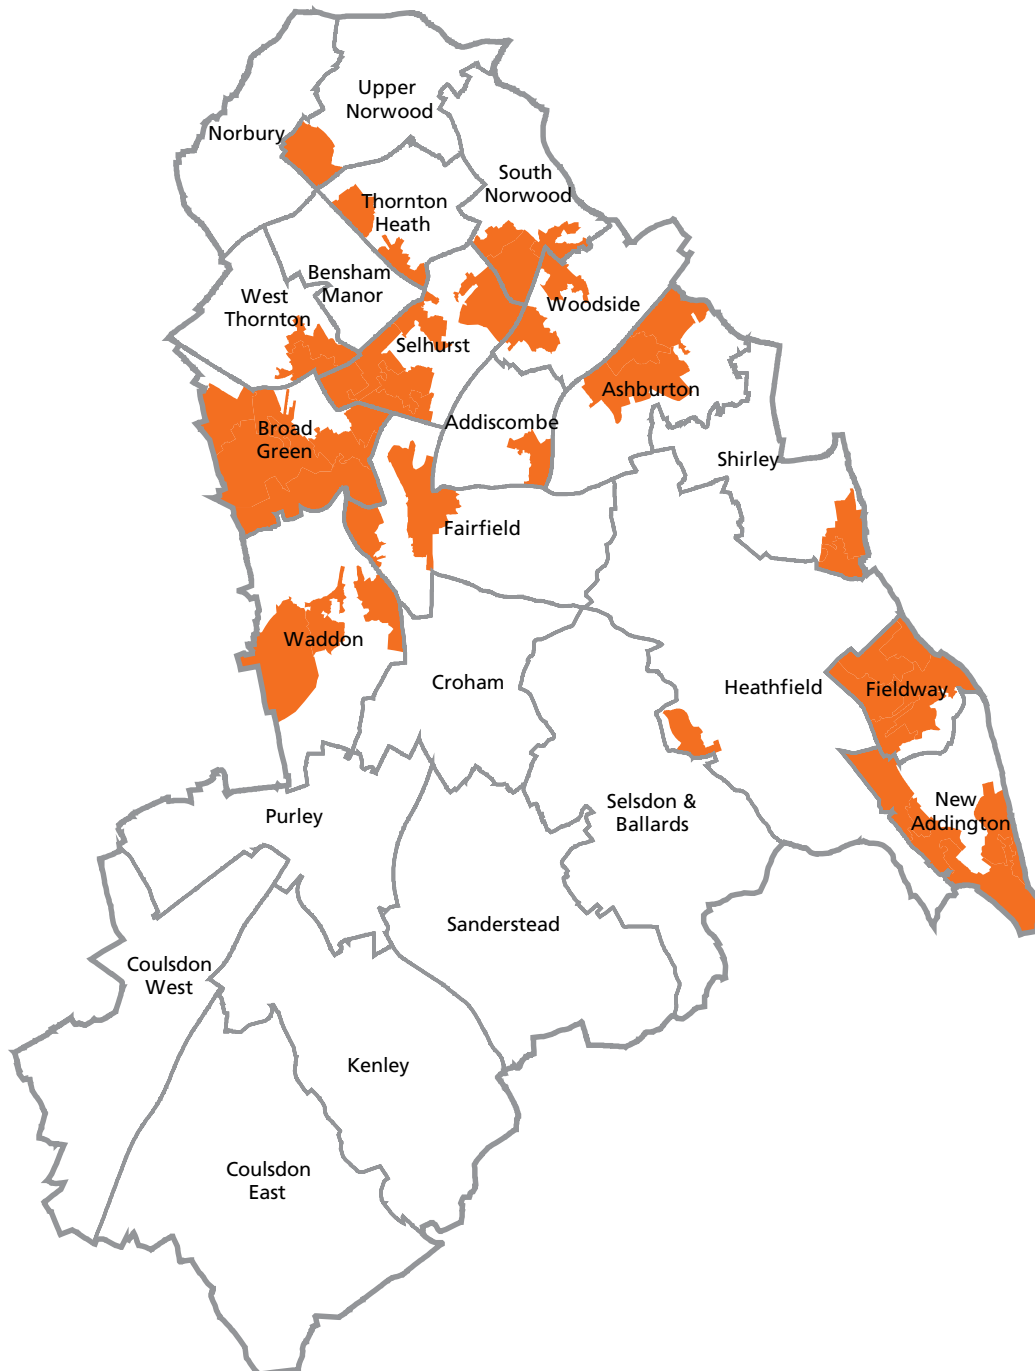 Upper
Norwood
Norbury
South
Norwood
Thornton
Heath
Bensham
Manor
West
Thornton
Woodside
Selhurst
Ashburton
Addiscombe
Broad
Green
Shirley
Fairfield
Waddon
Croham
Heathfield
Fieldway
Selsdon &
Ballards
New
Addington
Purley
Sanderstead
Coulsdon
West
Kenley
Coulsdon
East